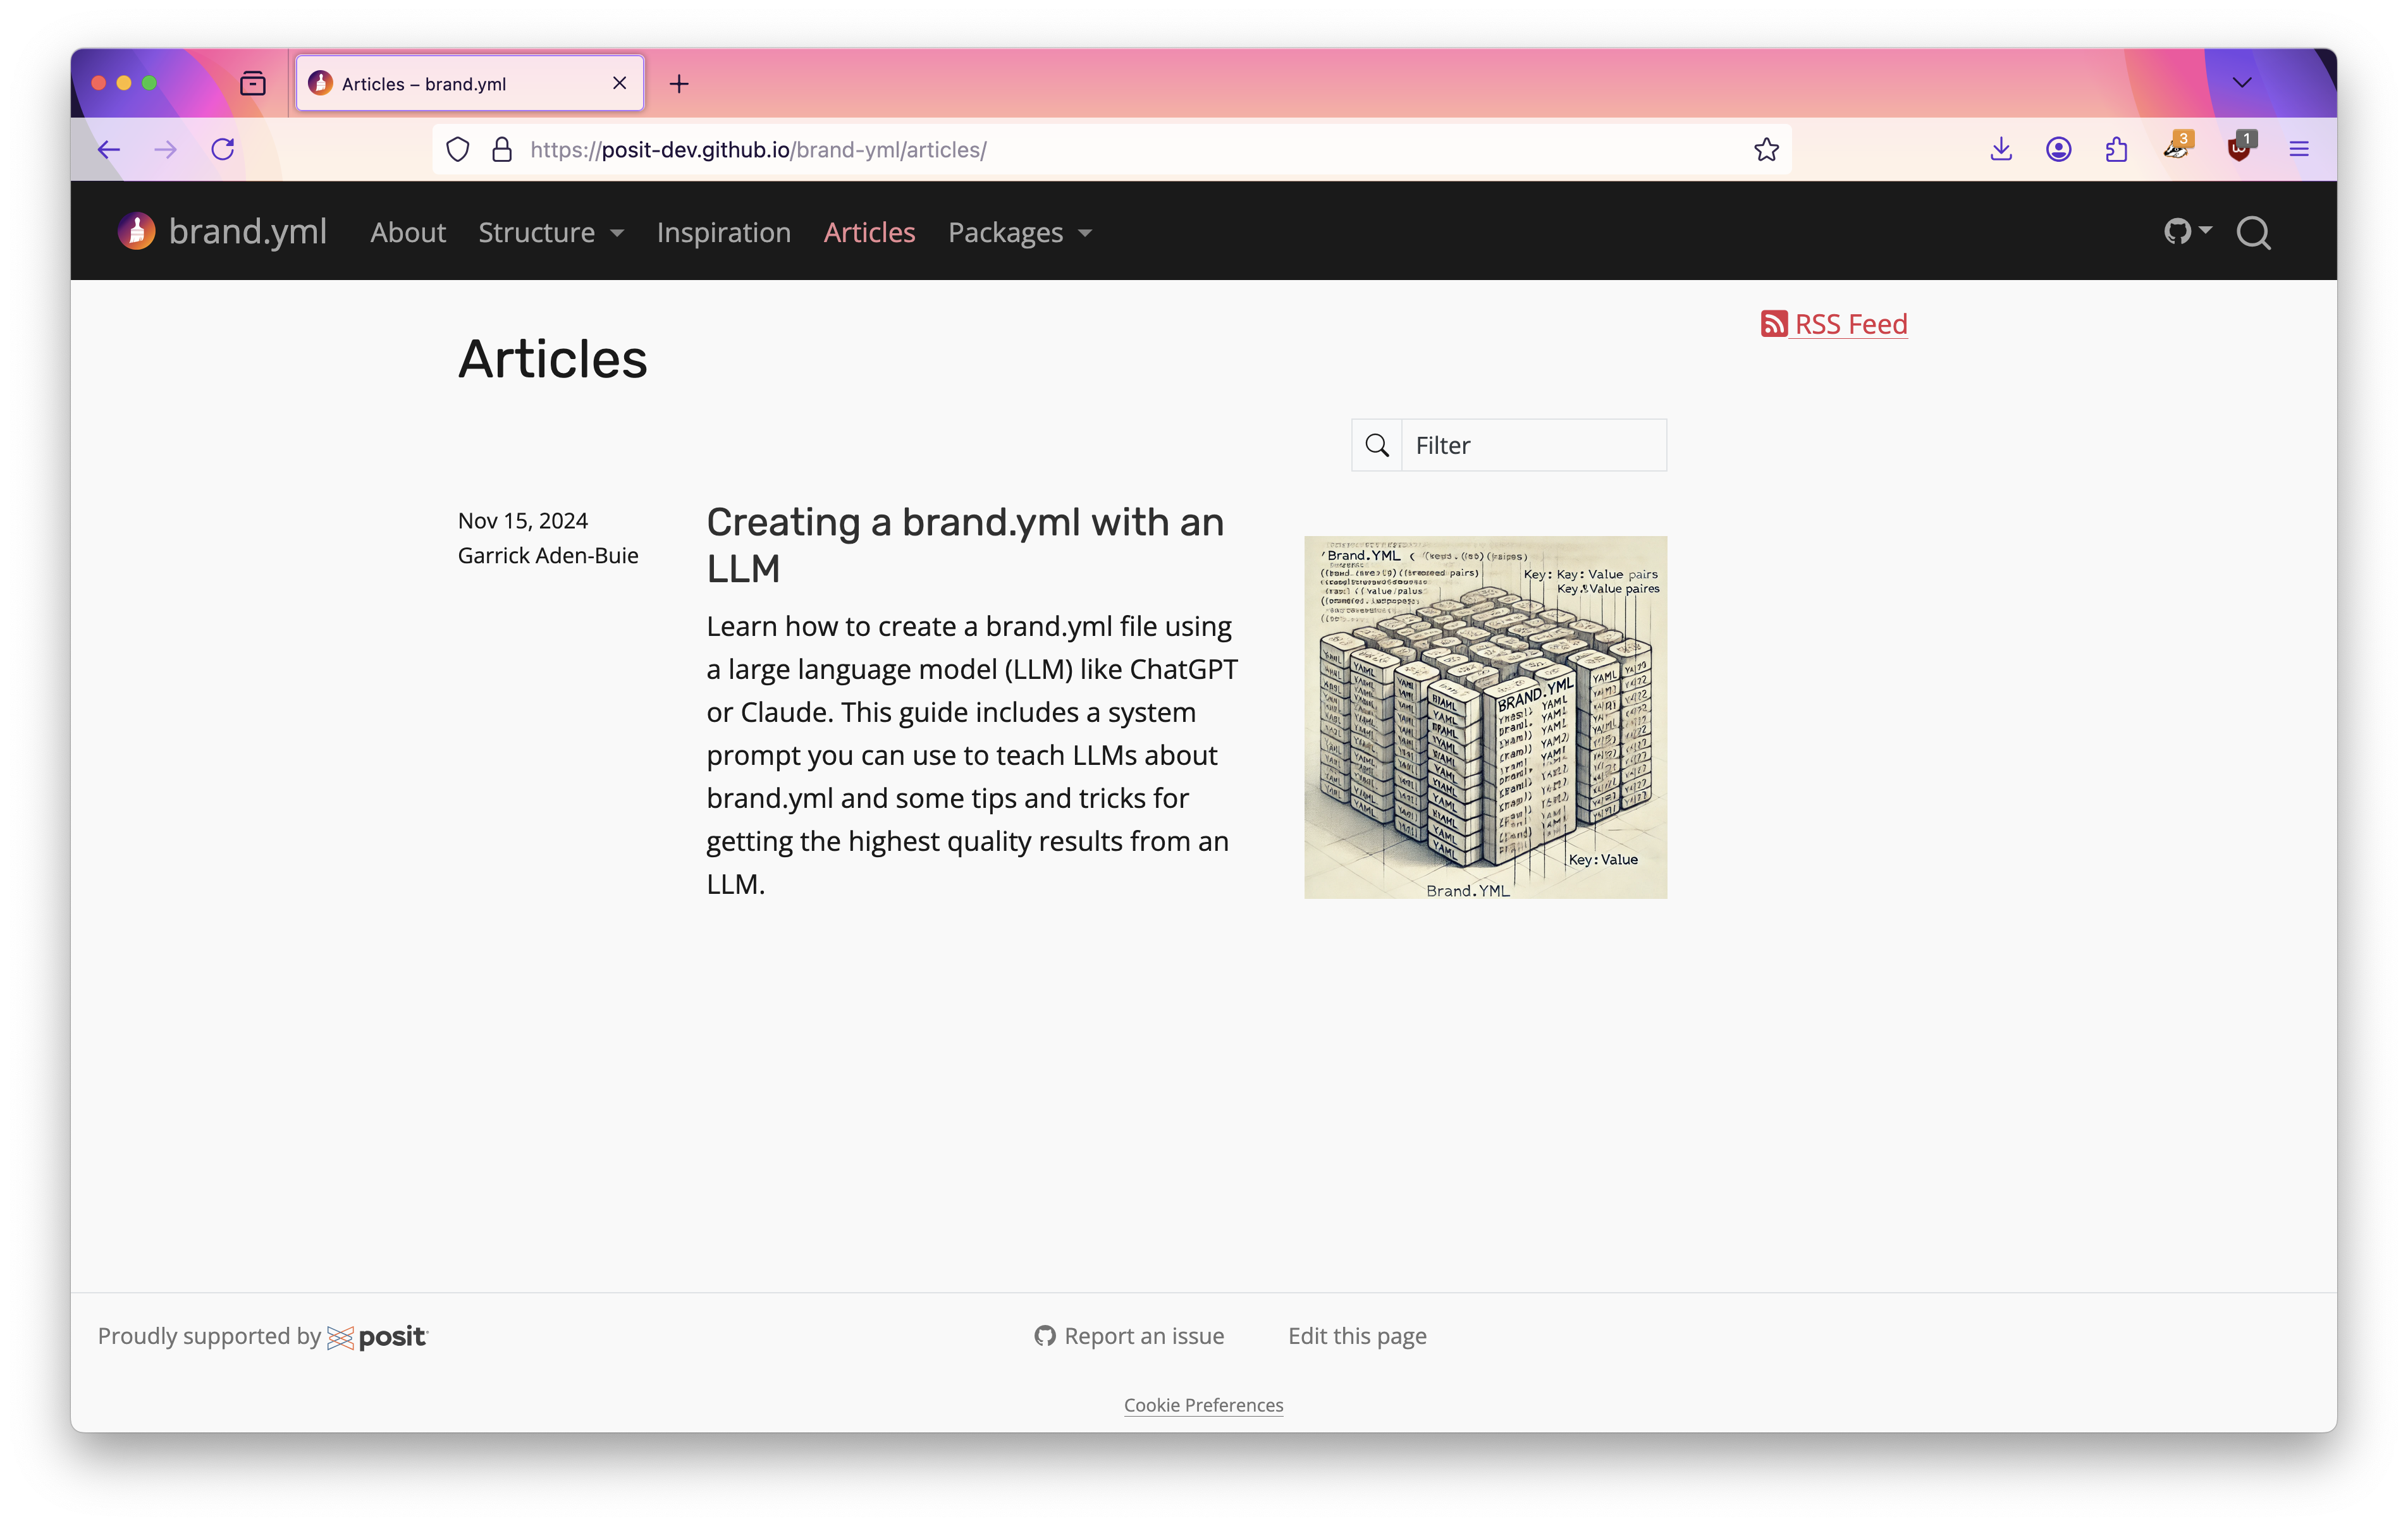 Articles – brand.yml
https://posit-dev.github.io/brand-yml/articles/
3
1
brand.yml
About
Structure
Inspiration
Articles
Packages
RSS Feed
Articles
Filter
Nov 15, 2024
Garrick Aden-Buie
Creating a brand.yml with an
LLM
Learn how to create a brand.yml file using
a large language model (LLM) like ChatGPT
or Claude. This guide includes a system
prompt you can use to teach LLMs about
brand.yml and some tips and tricks for
getting the highest quality results from an
LLM.
Brand.YML
Key: Key: Value pairs
Key Value paires
BRAND.YML
YAML
Key:Value
Brand.YML
Proudly supported by posit
Report an issue
Edit this page
Cookie Preferences